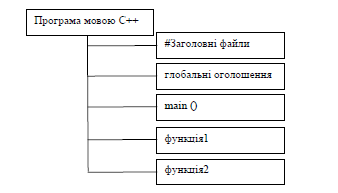 Програма мовою C++
#Заголовні файли
глобальні оголошення
main ()
функція1
функція2